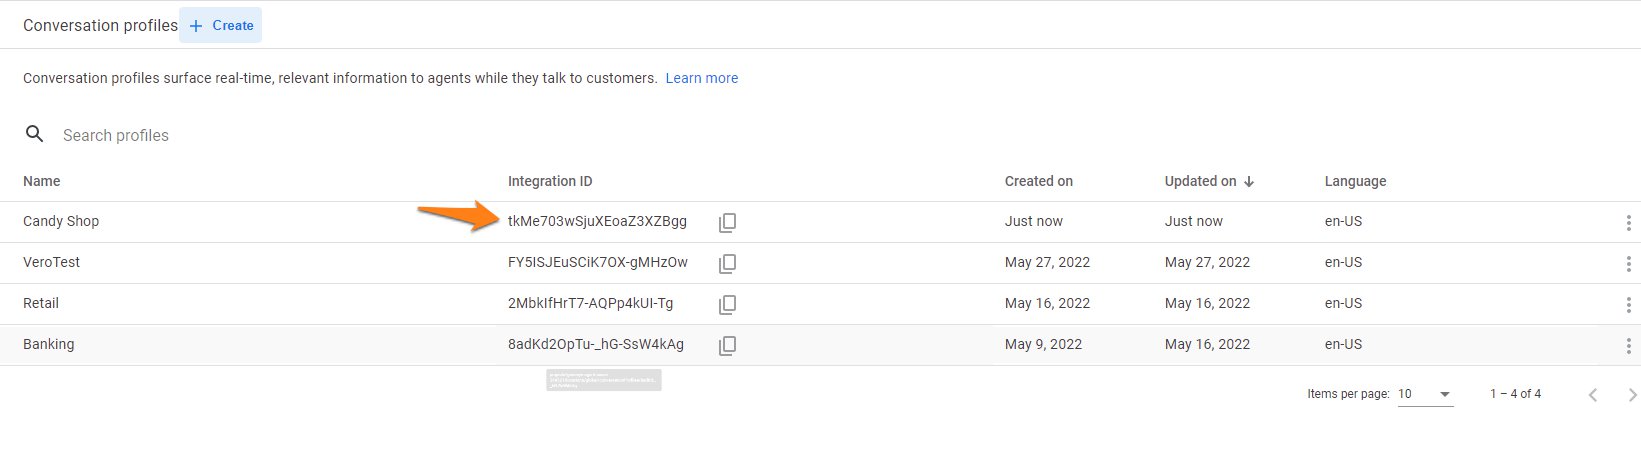 Conversation profiles + Create
Conversation profiles surface real-time, relevant information to agents while they talk to customers. Learn more
Search profiles
Name Integration ID Created on Updated on Language
Candy Shop tkMe703wSjuXEoaZ3XZBgg Just now Just now en-US
VeroTest FY5ISJEuSCiK7OX-gMHzOw May 27, 2022 May 27, 2022 en-US
Retail 2MbkIfHrT7-AQPp4kUI-Tg May 16, 2022 May 16, 2022 en-US
Banking 8adKd2OpTu-_hG-SsW4kAg May 9, 2022 May 16, 2022 en-US
Items per page: 10 1 – 4 of 4